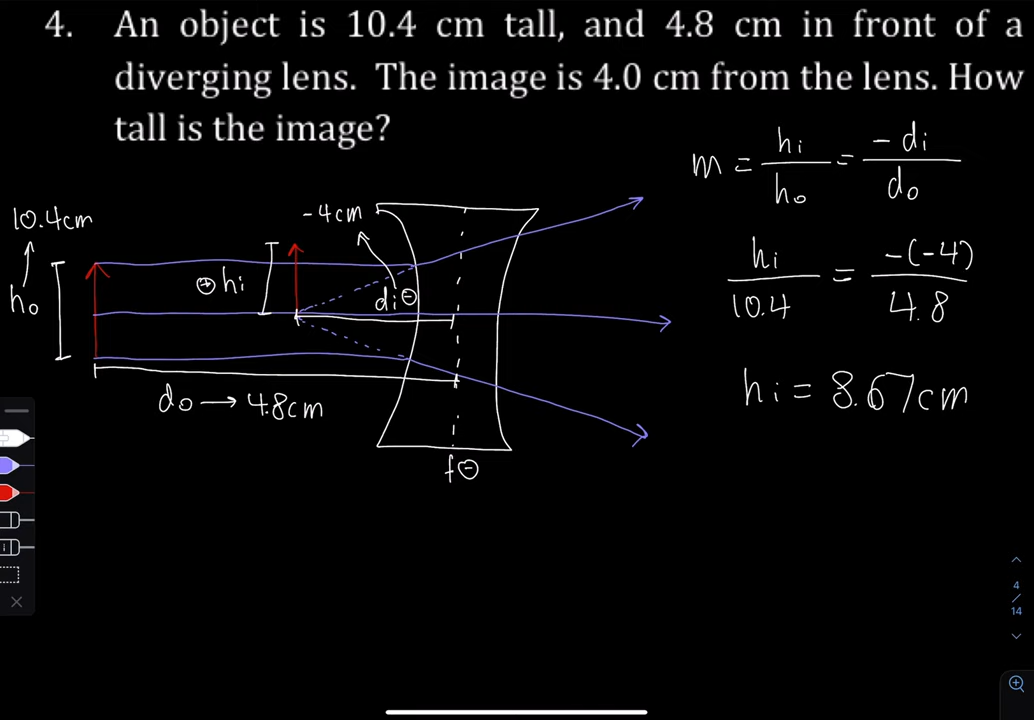 4. An object is 10.4 cm tall, and 4.8 cm in front of a
diverging lens. The image is 4.0 cm from the lens. How
tall is the image?
m = hi/ho = -di/do
10.4cm
-4cm
ho
⊕hi
di⊖
hi/10.4 = -(-4)/4.8
do → 4.8cm
hi = 8.67cm
f⊖
4
/
14